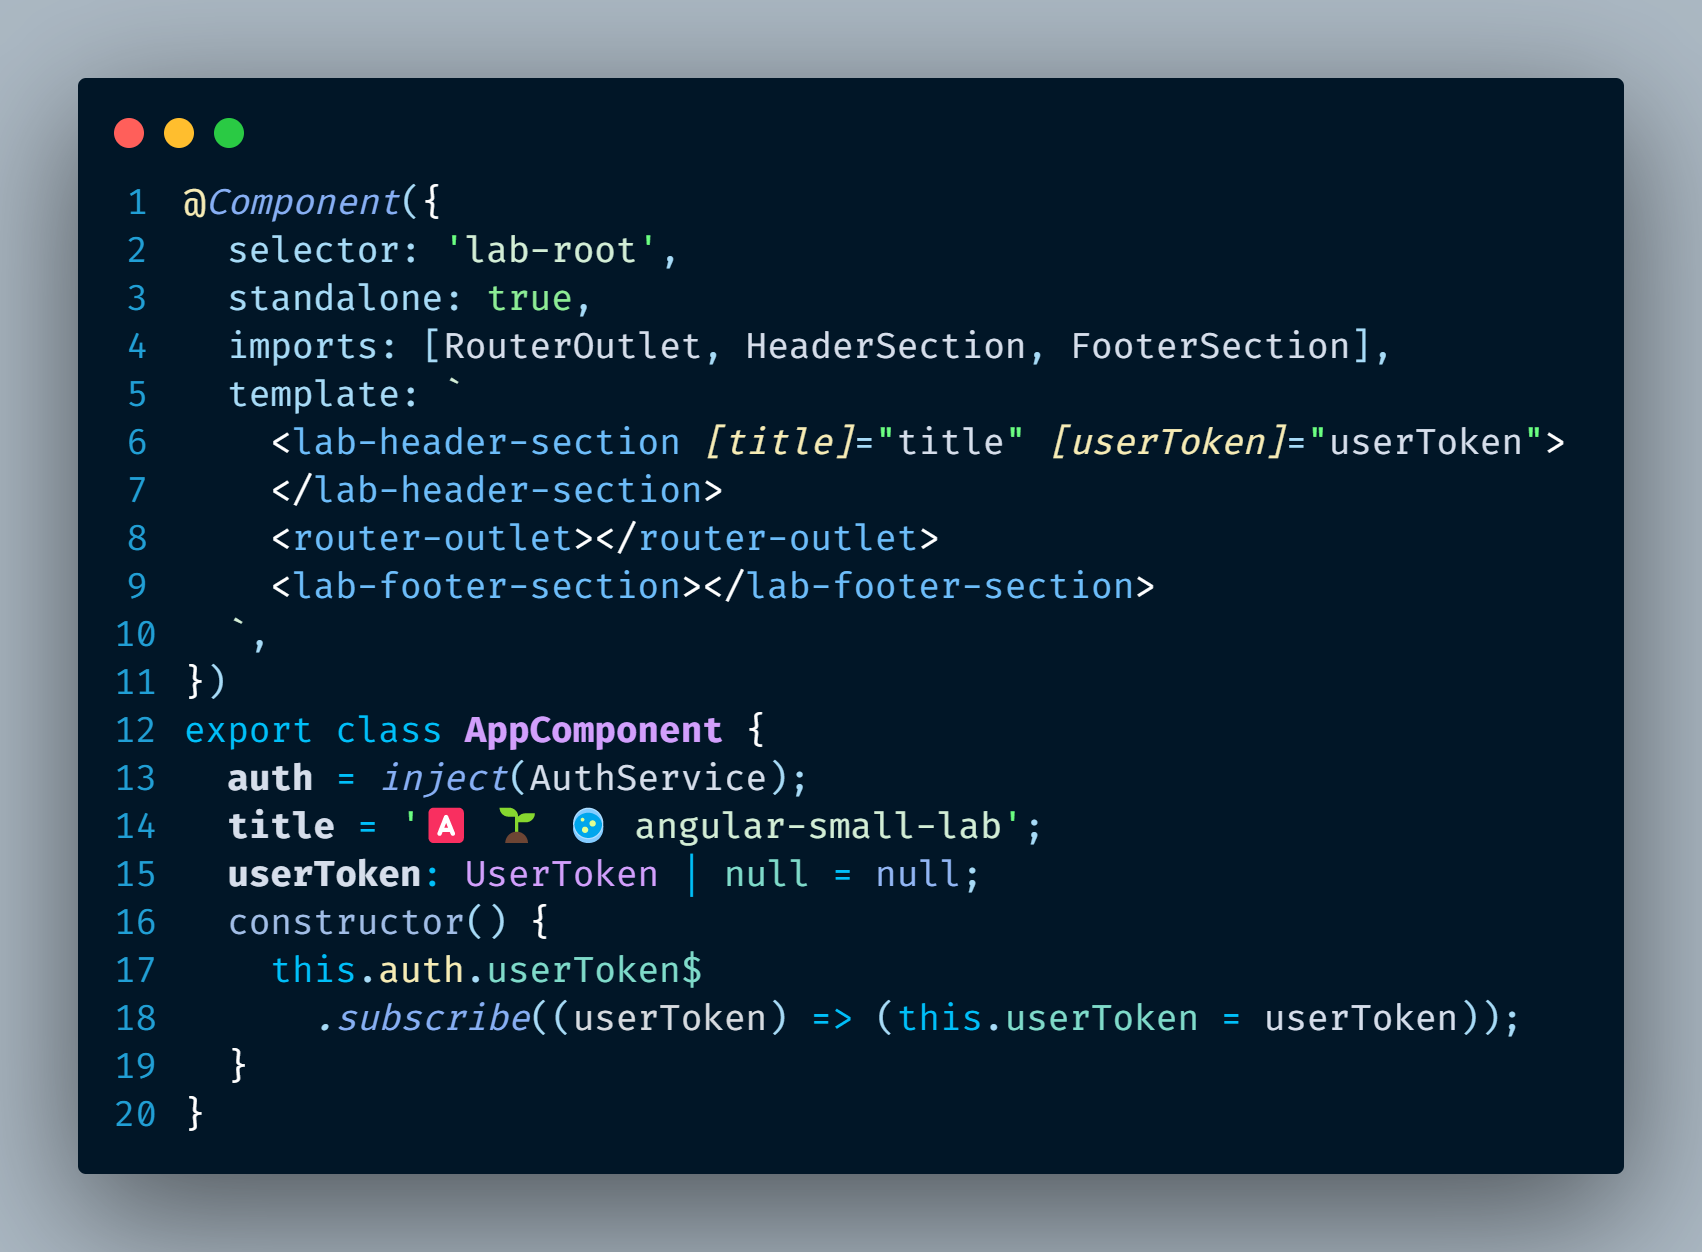 1 @Component({
2   selector: 'lab-root',
3   standalone: true,
4   imports: [RouterOutlet, HeaderSection, FooterSection],
5   template: `
6     <lab-header-section [title]="title" [userToken]="userToken">
7     </lab-header-section>
8     <router-outlet></router-outlet>
9     <lab-footer-section></lab-footer-section>
10   `,
11 })
12 export class AppComponent {
13   auth = inject(AuthService);
14   title = '🅰️ 🌱 🧫 angular-small-lab';
15   userToken: UserToken | null = null;
16   constructor() {
17     this.auth.userToken$
18       .subscribe((userToken) => (this.userToken = userToken));
19   }
20 }